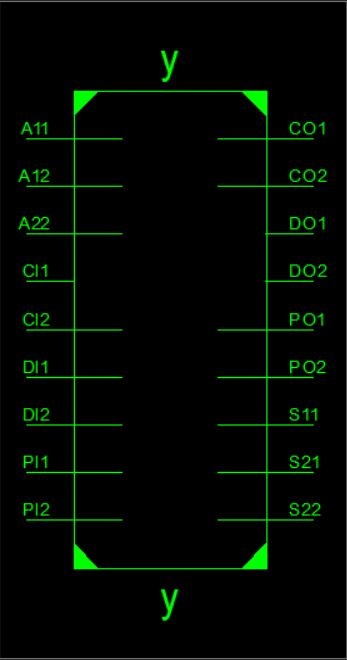 y
A11 CO1
A12 CO2
A22 DO1
CI1 DO2
CI2 PO1
DI1 PO2
DI2 S11
PI1 S21
PI2 S22
y